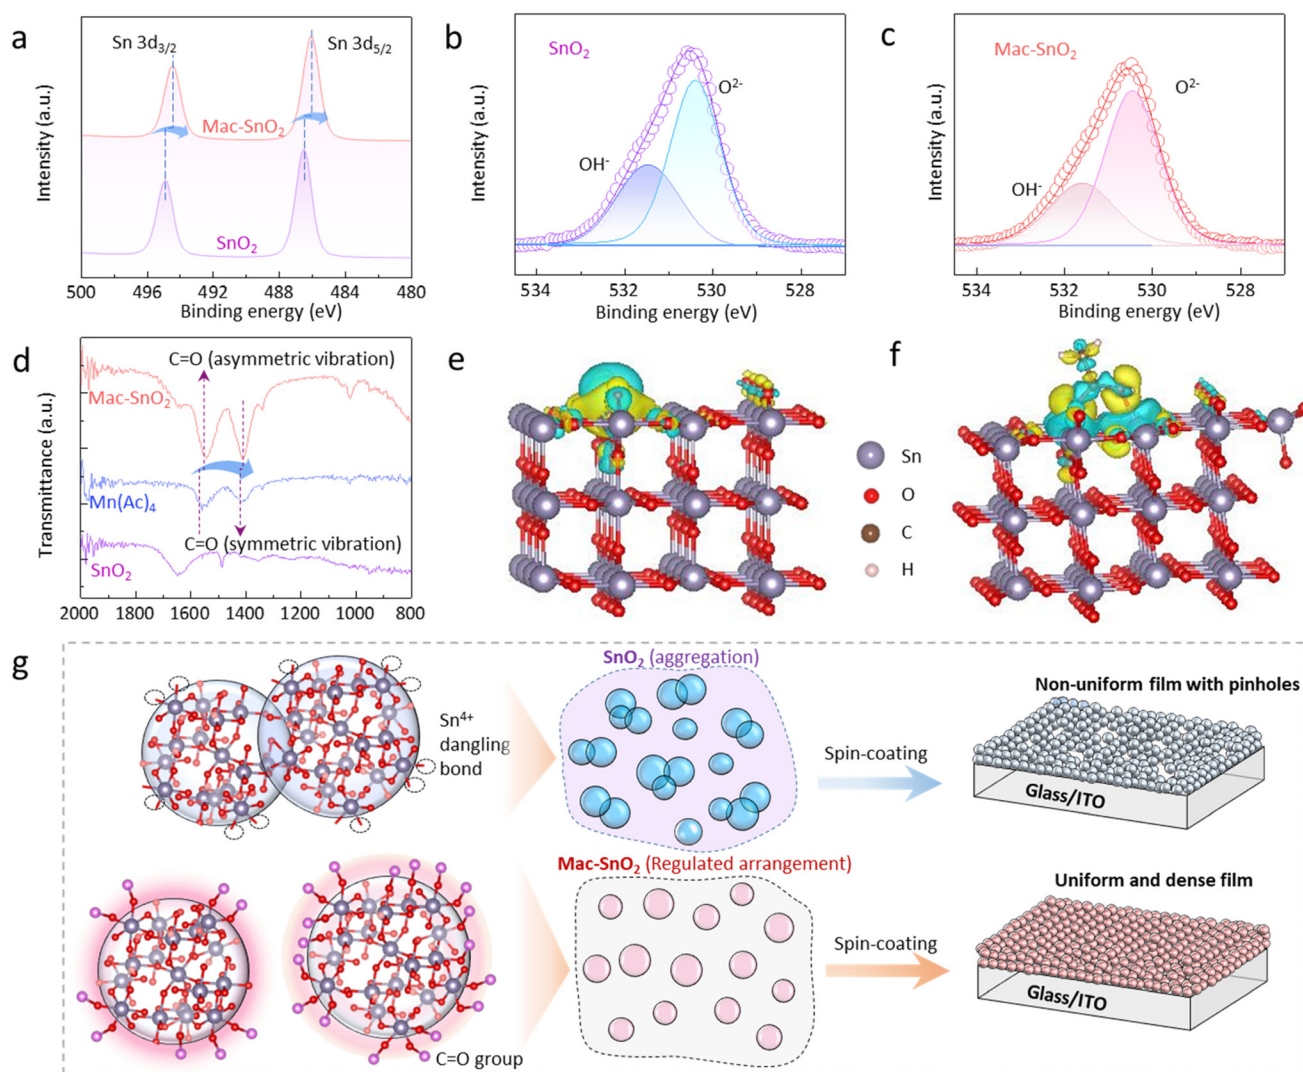 a
Sn 3d3/2
Sn 3d5/2
Mac-SnO2
SnO2
Intensity (a.u.)
500 496 492 488 484 480
Binding energy (eV)
b
SnO2
O2-
OH-
Intensity (a.u.)
534 532 530 528
Binding energy (eV)
c
Mac-SnO2
O2-
OH-
Intensity (a.u.)
534 532 530 528
Binding energy (eV)
d
C=O (asymmetric vibration)
Mac-SnO2
Mn(Ac)4
C=O (symmetric vibration)
SnO2
Transmittance (a.u.)
2000 1800 1600 1400 1200 1000 800
e
Sn
O
C
H
f
g
Sn4+
dangling
bond
SnO2 (aggregation)
Spin-coating
Non-uniform film with pinholes
Glass/ITO
C=O group
Mac-SnO2 (Regulated arrangement)
Spin-coating
Uniform and dense film
Glass/ITO